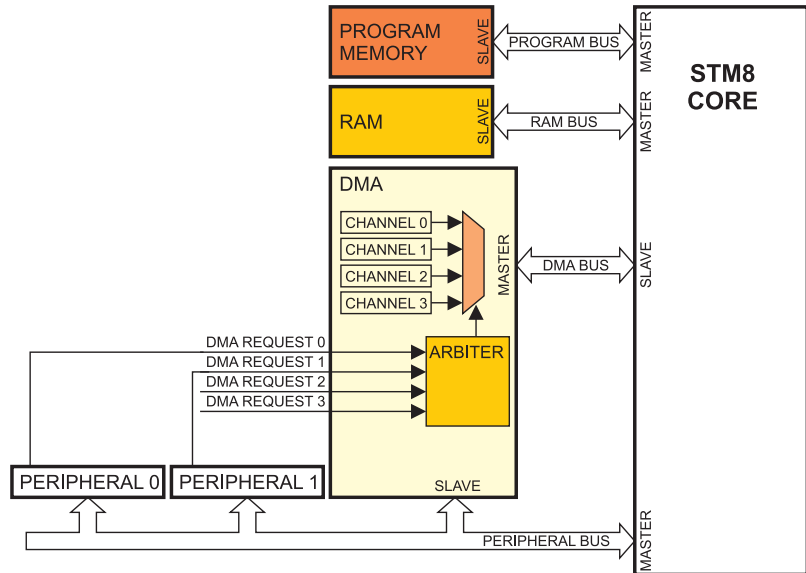 PROGRAM
MEMORY
SLAVE
PROGRAM BUS
MASTER
STM8
CORE
RAM
SLAVE
RAM BUS
MASTER
DMA
CHANNEL 0
CHANNEL 1
CHANNEL 2
CHANNEL 3
MASTER
DMA BUS
SLAVE
DMA REQUEST 0
DMA REQUEST 1
DMA REQUEST 2
DMA REQUEST 3
ARBITER
PERIPHERAL 0
PERIPHERAL 1
SLAVE
PERIPHERAL BUS
MASTER